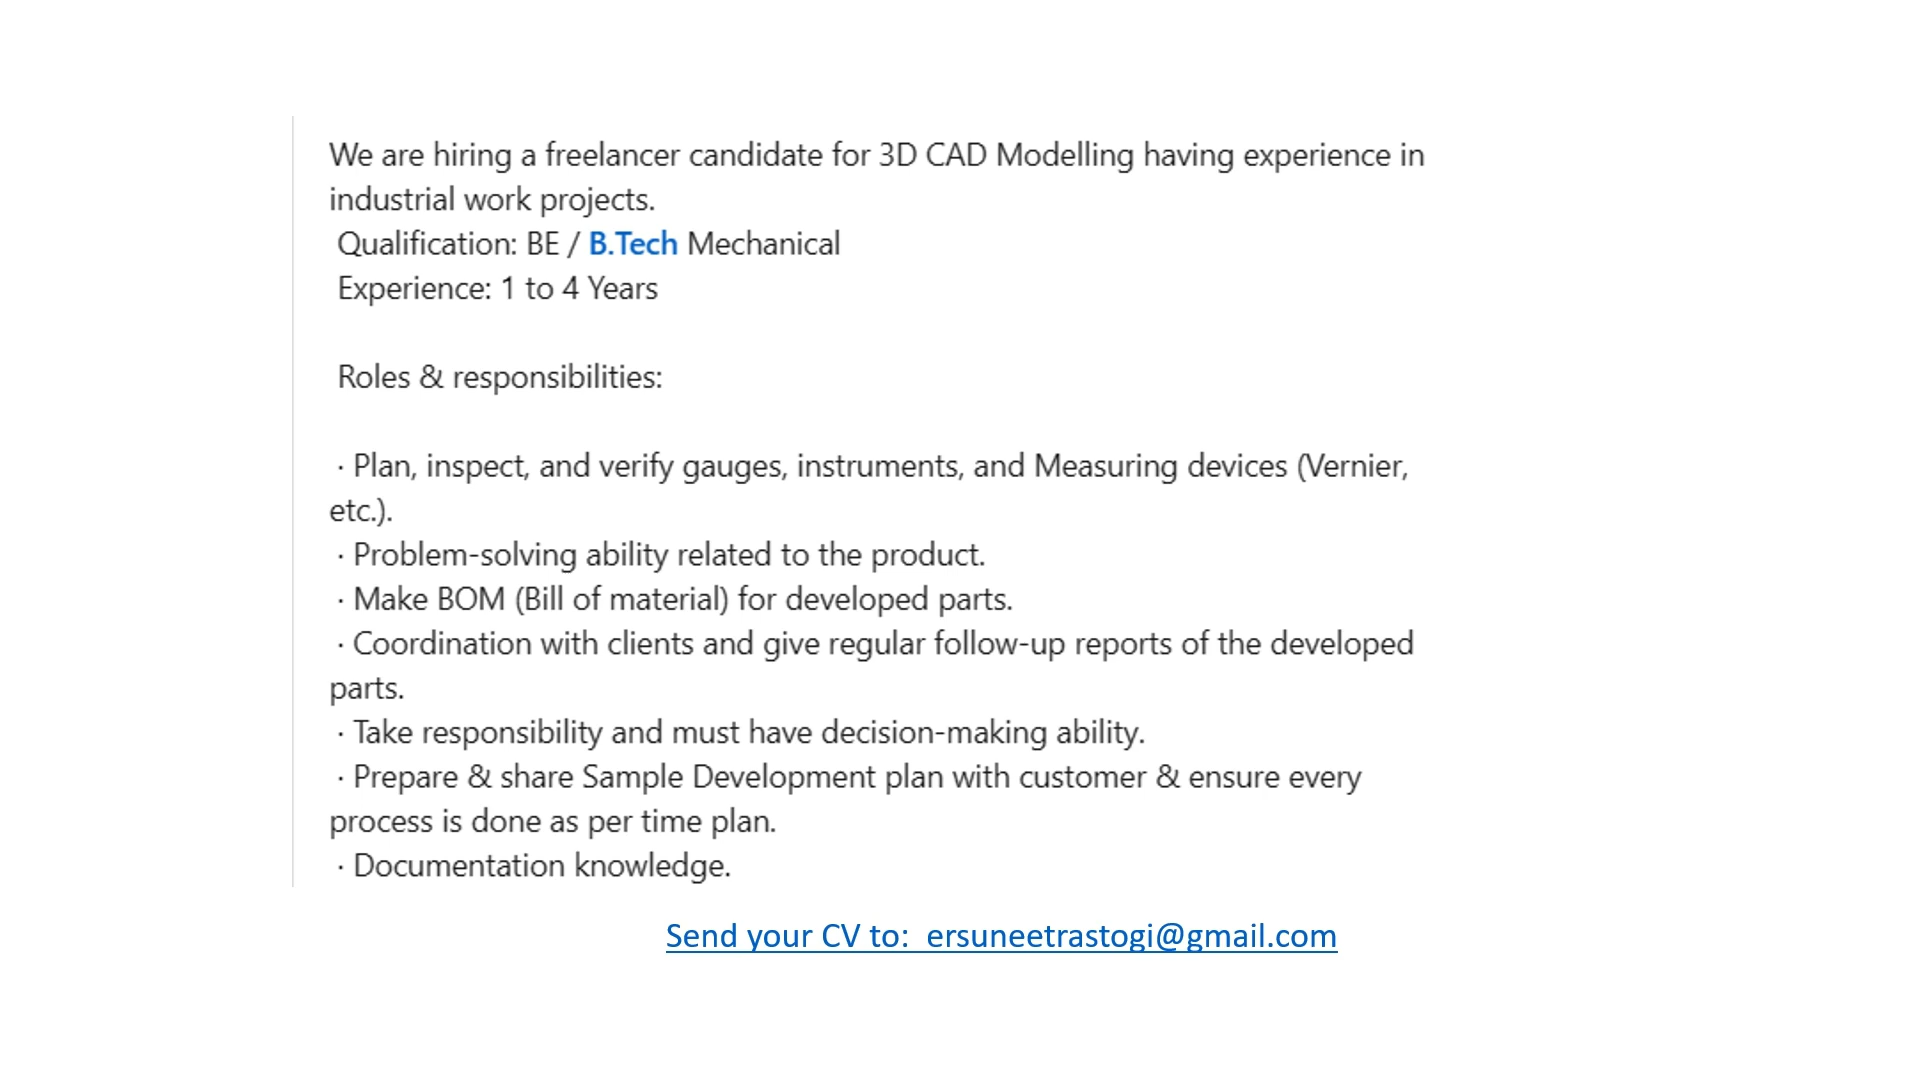 We are hiring a freelancer candidate for 3D CAD Modelling having experience in
industrial work projects.
Qualification: BE / B.Tech Mechanical
Experience: 1 to 4 Years
Roles & responsibilities:
· Plan, inspect, and verify gauges, instruments, and Measuring devices (Vernier,
etc.).
· Problem-solving ability related to the product.
· Make BOM (Bill of material) for developed parts.
· Coordination with clients and give regular follow-up reports of the developed
parts.
· Take responsibility and must have decision-making ability.
· Prepare & share Sample Development plan with customer & ensure every
process is done as per time plan.
· Documentation knowledge.
Send your CV to:  ersuneetrastogi@gmail.com